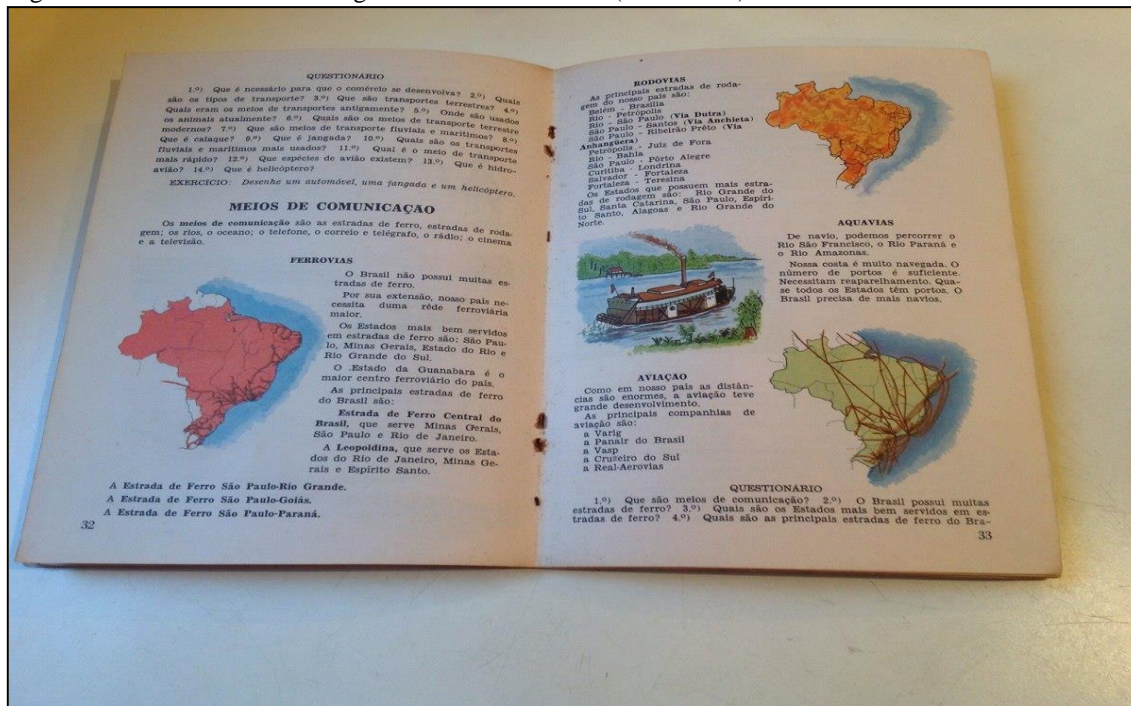 QUESTIONÁRIO
1.º) Que é ncessário para que o comércio se desenvolva? 2.º) Quais
são os tipos de transporte? 3.º) Que são transportes terrestres? 4.º)
Quais eram os meios de transportes antigamente? 5.º) Onde são usados
os animais atualmente? 6.º) Quais são os meios de transporte terrestre
modernos? 7.º) Que são meios de transporte fluviais e marítimos? 8.º)
Que é caíaque? 9.º) Que é jangada? 10.º) Quais são os transportes
fluviais e marítimos mais usados? 11.º) Qual é o meio de transporte
mais rápido? 12.º) Que espécies de avião existem? 13.º) Que é hidro-
avião? 14.º) Que é helicóptero?
EXERCÍCIO: Desenhe um automóvel, uma jangada e um helicóptero.
MEIOS DE COMUNICAÇÃO
Os meios de comunicação são as estradas de ferro, estradas de roda-
gem; os rios, o oceano; o telefone, o correio e telégrafo, o rádio; o cinema
e a televisão.
FERROVIAS
O Brasil não possui muitas es-
tradas de ferro.
Por sua extensão, nosso país ne-
cessita duma rêde ferroviária
maior.
Os Estados mais bem servidos
em estradas de ferro são: São Pau-
lo, Minas Gerais, Estado do Rio e
Rio Grande do Sul.
O Estado da Guanabara é o
maior centro ferroviário do país.
As principais estradas de ferro
do Brasil são:
Estrada de Ferro Central do
Brasil, que serve Minas Gerais,
São Paulo e Rio de Janeiro.
A Leopoldina, que serve os Esta-
dos do Rio de Janeiro, Minas Ge-
rais e Espírito Santo.
A Estrada de Ferro São Paulo-Rio Grande.
A Estrada de Ferro São Paulo-Goiás.
A Estrada de Ferro São Paulo-Paraná.
32
RODOVIAS
As principais estradas de roda-
gem do nosso país são:
Belém - Brasília
Rio - Petrópolis
Rio - São Paulo (Via Dutra)
São Paulo - Santos (Via Anchieta)
São Paulo - Ribeirão Prêto (Via
Anhangüera)
Petrópolis - Juiz de Fora
Rio - Bahia
São Paulo - Pôrto Alegre
Curitiba - Londrina
Salvador - Fortaleza
Fortaleza - Teresina
Os Estados que possuem mais estra-
das de rodagem são: Rio Grande do
Sul, Santa Catarina, São Paulo, Espíri-
to Santo, Alagoas e Rio Grande do
Norte.
AQUAVIAS
De navio, podemos percorrer o
Rio São Francisco, o Rio Paraná e
o Rio Amazonas.
Nossa costa é muito navegada. O
número de portos é suficiente.
Necessitam reaparelhamento. Qua-
se todos os Estados têm portos. O
Brasil precisa de mais navios.
AVIAÇÃO
Como em nosso país as distân-
cias são enormes, a aviação teve
grande desenvolvimento.
As principais companhias de
aviação são:
a Varig
a Panair do Brasil
a Vasp
a Cruzeiro do Sul
a Real-Aerovias
QUESTIONÁRIO
1.º) Que são meios de comunicação? 2.º) O Brasil possui muitas
estradas de ferro? 3.º) Quais são os Estados mais bem servidos em es-
tradas de ferro? 4.º) Quais são as principais estradas de ferro do Bra-
33